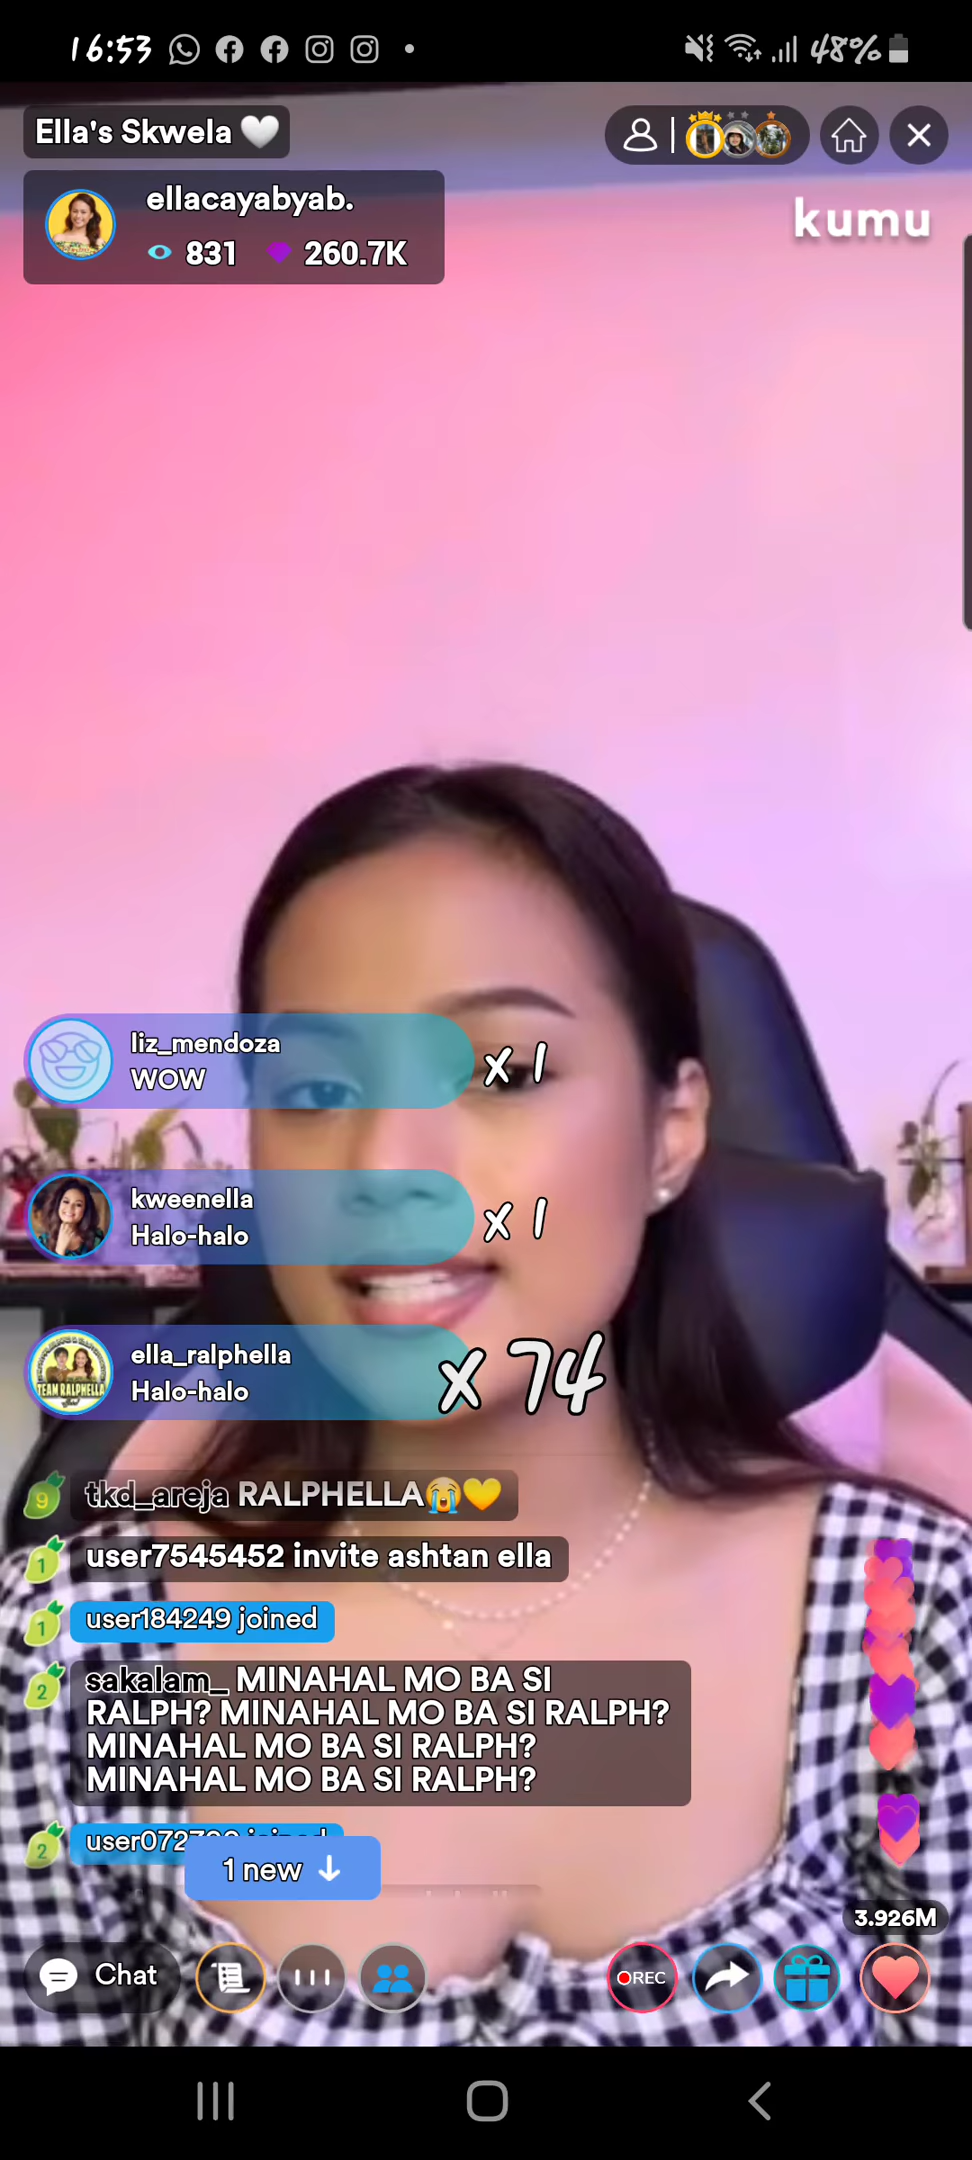 16:53
48%
Ella's Skwela 🤍
ellacayabyab.
831 260.7K
kumu
liz_mendoza
WOW
x 1
kweenella
Halo-halo
x 1
ella_ralphella
Halo-halo
x 74
TEAM RALPHELLA
9 tkd_areja RALPHELLA😭💛
1 user7545452 invite ashtan ella
1 user184249 joined
2 sakalam_ MINAHAL MO BA SI
RALPH? MINAHAL MO BA SI RALPH?
MINAHAL MO BA SI RALPH?
MINAHAL MO BA SI RALPH?
2
joined
1 new ↓
3.926M
Chat
REC